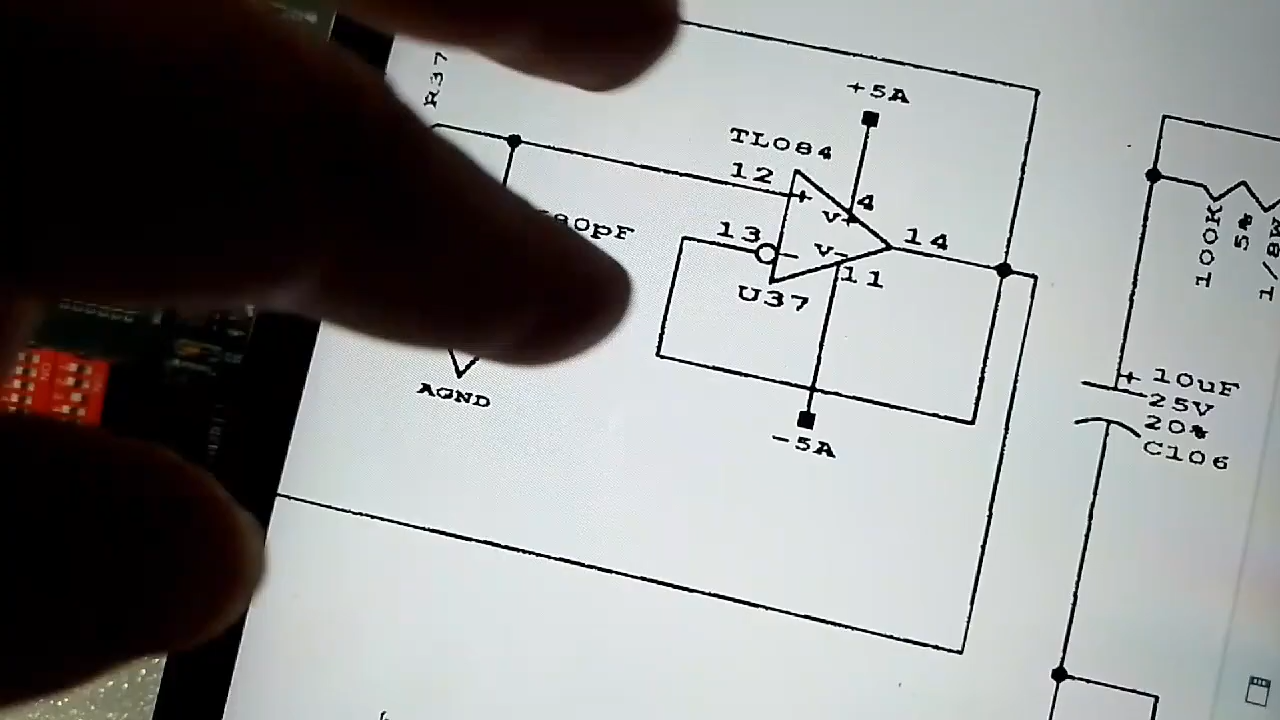 R37
+5A
TL084
12
+
V+
4
13
-
V-
14
11
U37
AGND
-5A
100K
5%
1/8W
+
10uF
25V
20%
C106